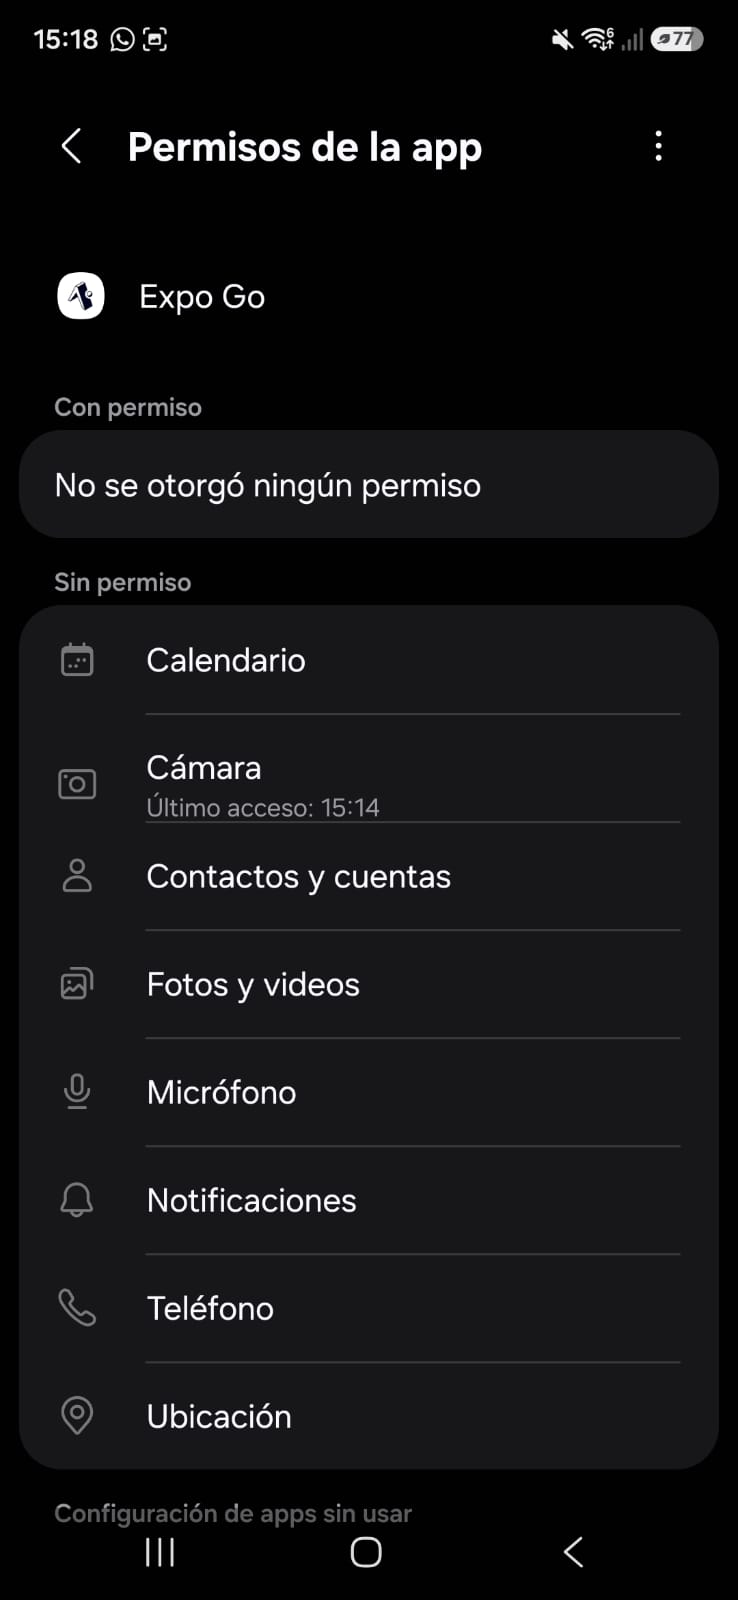 15:18
6
77
Permisos de la app
Expo Go
Con permiso
No se otorgó ningún permiso
Sin permiso
Calendario
Cámara
Último acceso: 15:14
Contactos y cuentas
Fotos y videos
Micrófono
Notificaciones
Teléfono
Ubicación
Configuración de apps sin usar